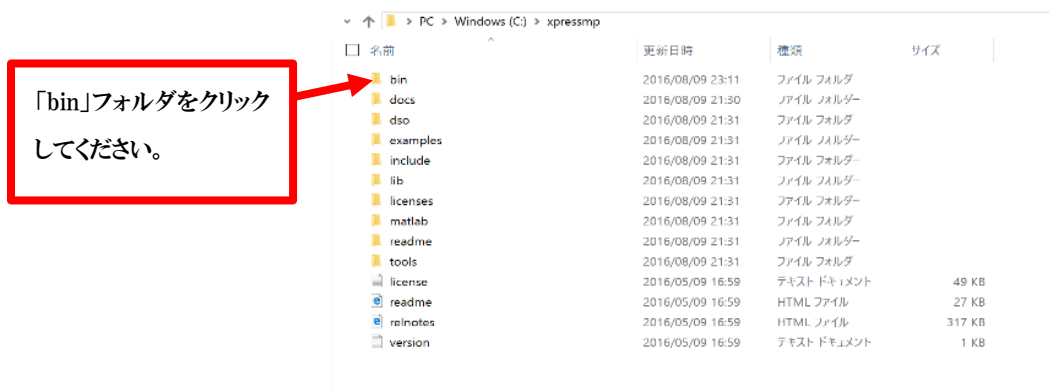 PC > Windows (C:) > xpressmp
名前 更新日時 種類 サイズ
「bin」フォルダをクリック
してください。
bin 2016/08/09 23:11 ファイル フォルダ
docs 2016/08/09 21:30 ファイル フォルダー
dso 2016/08/09 21:31 ファイル フォルダ
examples 2016/08/09 21:31 ファイル フォルダー
include 2016/08/09 21:31 ファイル フォルダー
lib 2016/08/09 21:31 ファイル フォルダー
licenses 2016/08/09 21:31 ファイル フォルダー
matlab 2016/08/09 21:31 ファイル フォルダ
readme 2016/08/09 21:31 ファイル フォルダー
tools 2016/08/09 21:31 ファイル フォルダ
license 2016/05/09 16:59 テキスト ドキュメント 49 KB
readme 2016/05/09 16:59 HTML ファイル 27 KB
relnotes 2016/05/09 16:59 HTML ファイル 317 KB
version 2016/05/09 16:59 テキスト ドキュメント 1 KB